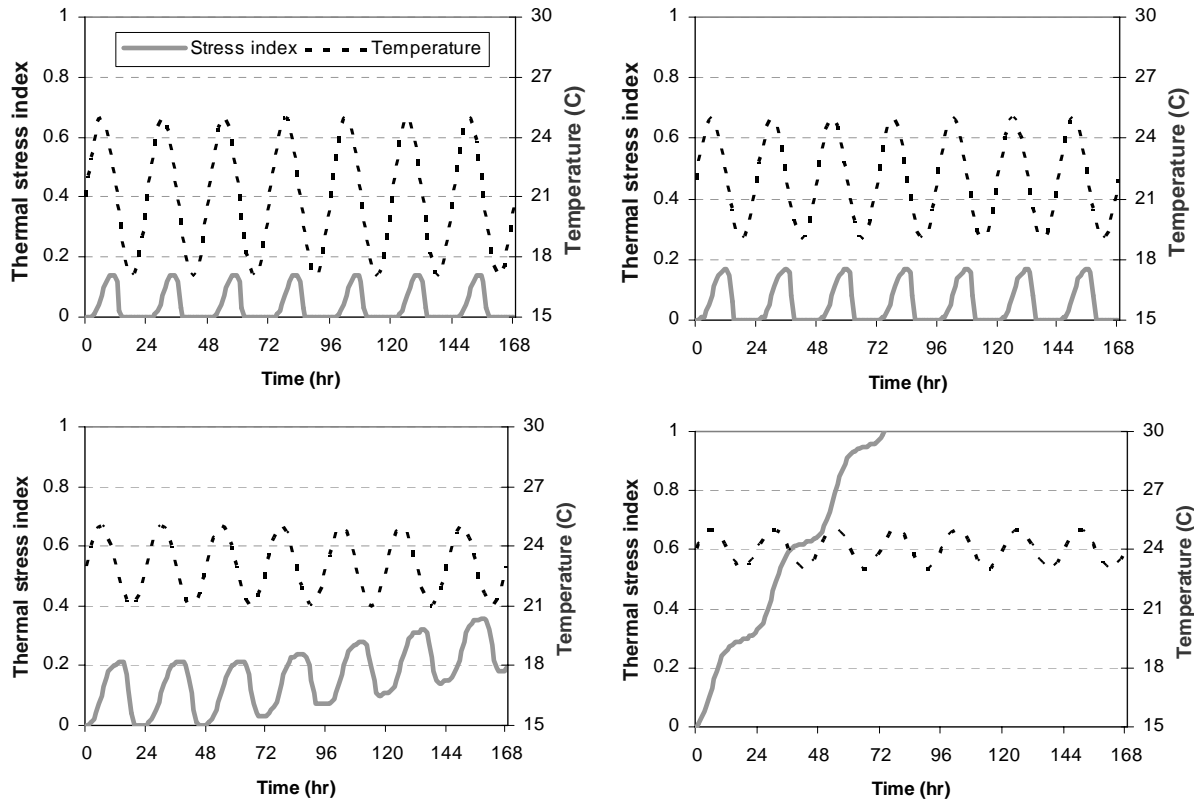 1
0.8
0.6
0.4
0.2
0
Thermal stress index
Stress index Temperature
30
27
24
21
18
15
Temperature (C)
0 24 48 72 96 120 144 168
Time (hr)
1
0.8
0.6
0.4
0.2
0
Thermal stress index
30
27
24
21
18
15
Temperature (C)
0 24 48 72 96 120 144 168
Time (hr)
1
0.8
0.6
0.4
0.2
0
Thermal stress index
30
27
24
21
18
15
Temperature (C)
0 24 48 72 96 120 144 168
Time (hr)
1
0.8
0.6
0.4
0.2
0
Thermal stress index
30
27
24
21
18
15
Temperature (C)
0 24 48 72 96 120 144 168
Time (hr)